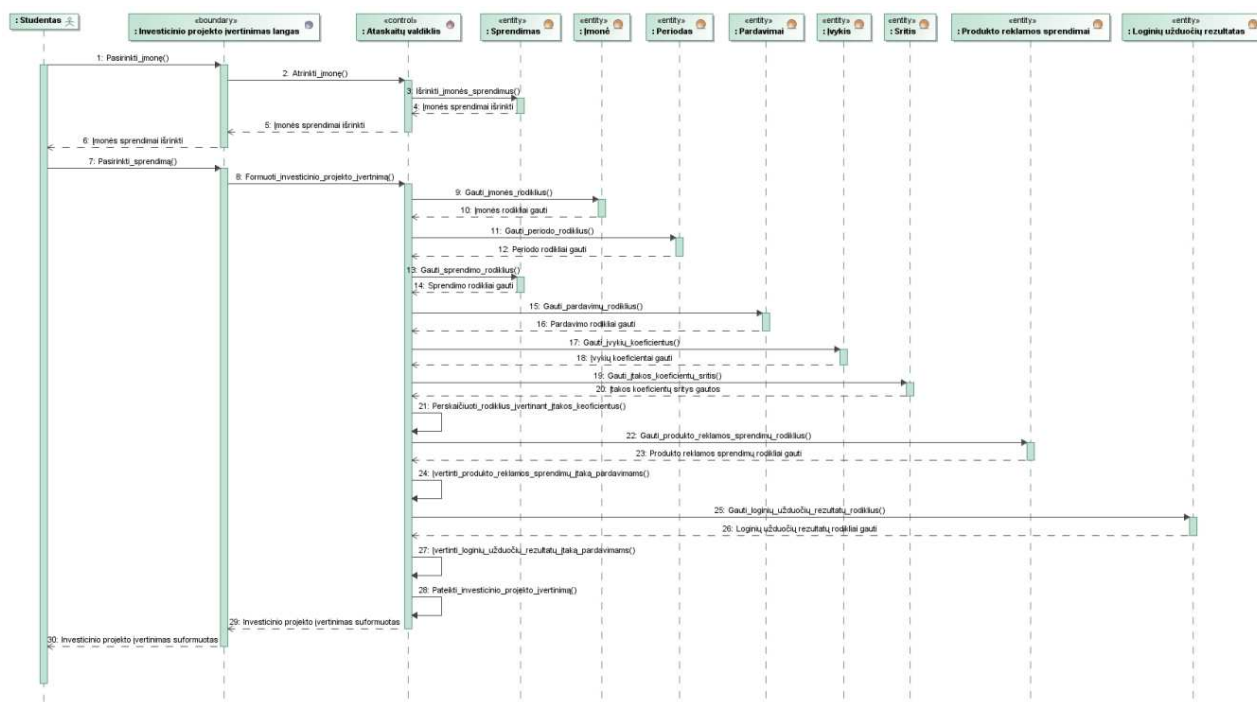 : Studentas
«boundary»
: Investicinio projekto įvertinimas langas
«control»
: Ataskaitų valdiklis
«entity»
: Sprendimas
«entity»
: Įmonė
«entity»
: Periodas
«entity»
: Pardavimai
«entity»
: Įvykis
«entity»
: Sritis
«entity»
: Produkto reklamos sprendimai
«entity»
: Loginių užduočių rezultatas
1: Pasirinkti_įmonę()
2: Atrinkti_įmonę()
3: Išrinkti_įmonės_sprendimus()
4: Įmonės sprendimai išrinkti
5: Įmonės sprendimai išrinkti
6: Įmonės sprendimai išrinkti
7: Pasirinkti_sprendimą()
8: Formuoti_investicinio_projekto_įvertnimą()
9: Gauti_įmonės_rodiklius()
10: Įmonės rodikliai gauti
11: Gauti_periodo_rodiklius()
12: Periodo rodikliai gauti
13: Gauti_sprendimo_rodiklius()
14: Sprendimo rodikliai gauti
15: Gauti_pardavimų_rodiklius()
16: Pardavimo rodikliai gauti
17: Gauti_įvykių_koeficientus()
18: Įvykių koeficientai gauti
19: Gauti_įtakos_koeficientų_sritis()
20: Įtakos koeficientų sritys gautos
21: Perskaičiuoti_rodiklius_įvertinant_įtakos_keoficientus()
22: Gauti_produkto_reklamos_sprendimų_rodiklius()
23: Produkto reklamos sprendimų rodikliai gauti
24: Įvertinti_produkto_reklamos_sprendimų_įtaką_pardavimams()
25: Gauti_loginių_užduočių_rezultatų_rodiklius()
26: Loginių užduočių rezultatų rodikliai gauti
27: Įvertinti_loginių_užduočių_rezultatų_įtaką_pardavimams()
28: Pateikti_investicinio_projekto_įvertinimą()
29: Investicinio projekto įvertinimas suformuotas
30: Investicinio projekto įvertinimas suformuotas